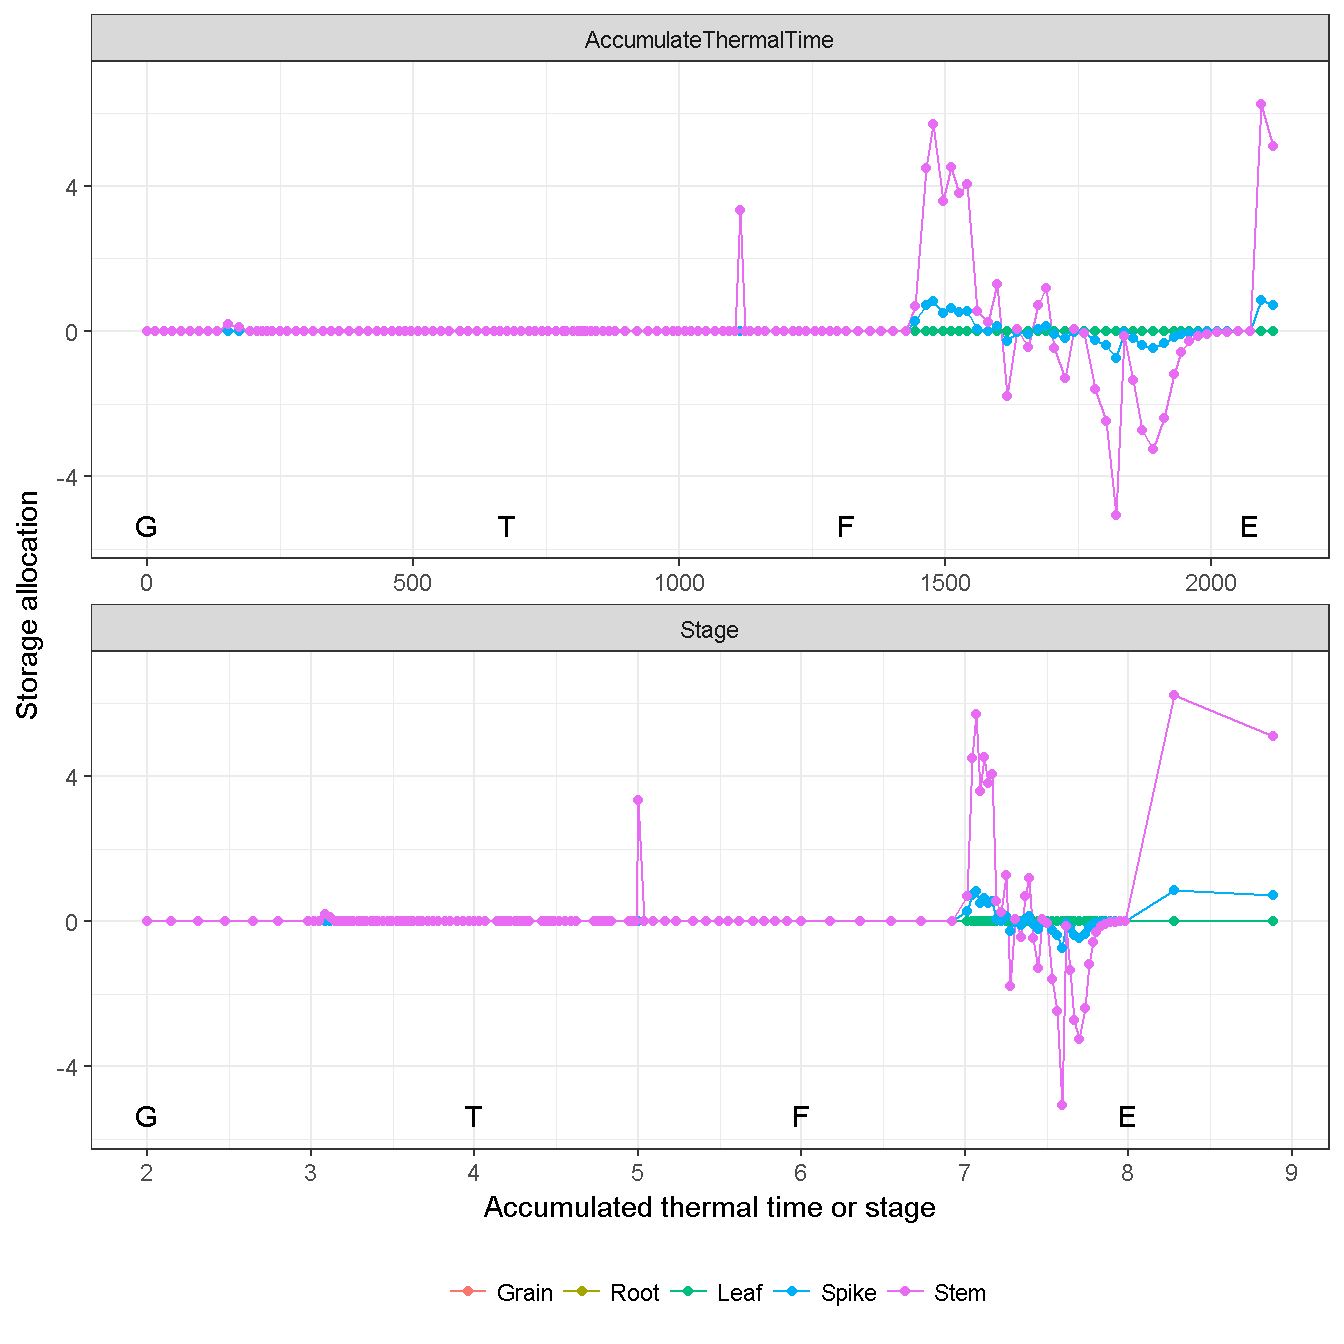 AccumulateThermalTime
4
0
-4
G T F E
0 500 1000 1500 2000
Storage allocation
Stage
4
0
-4
G T F E
2 3 4 5 6 7 8 9
Accumulated thermal time or stage
Grain Root Leaf Spike Stem